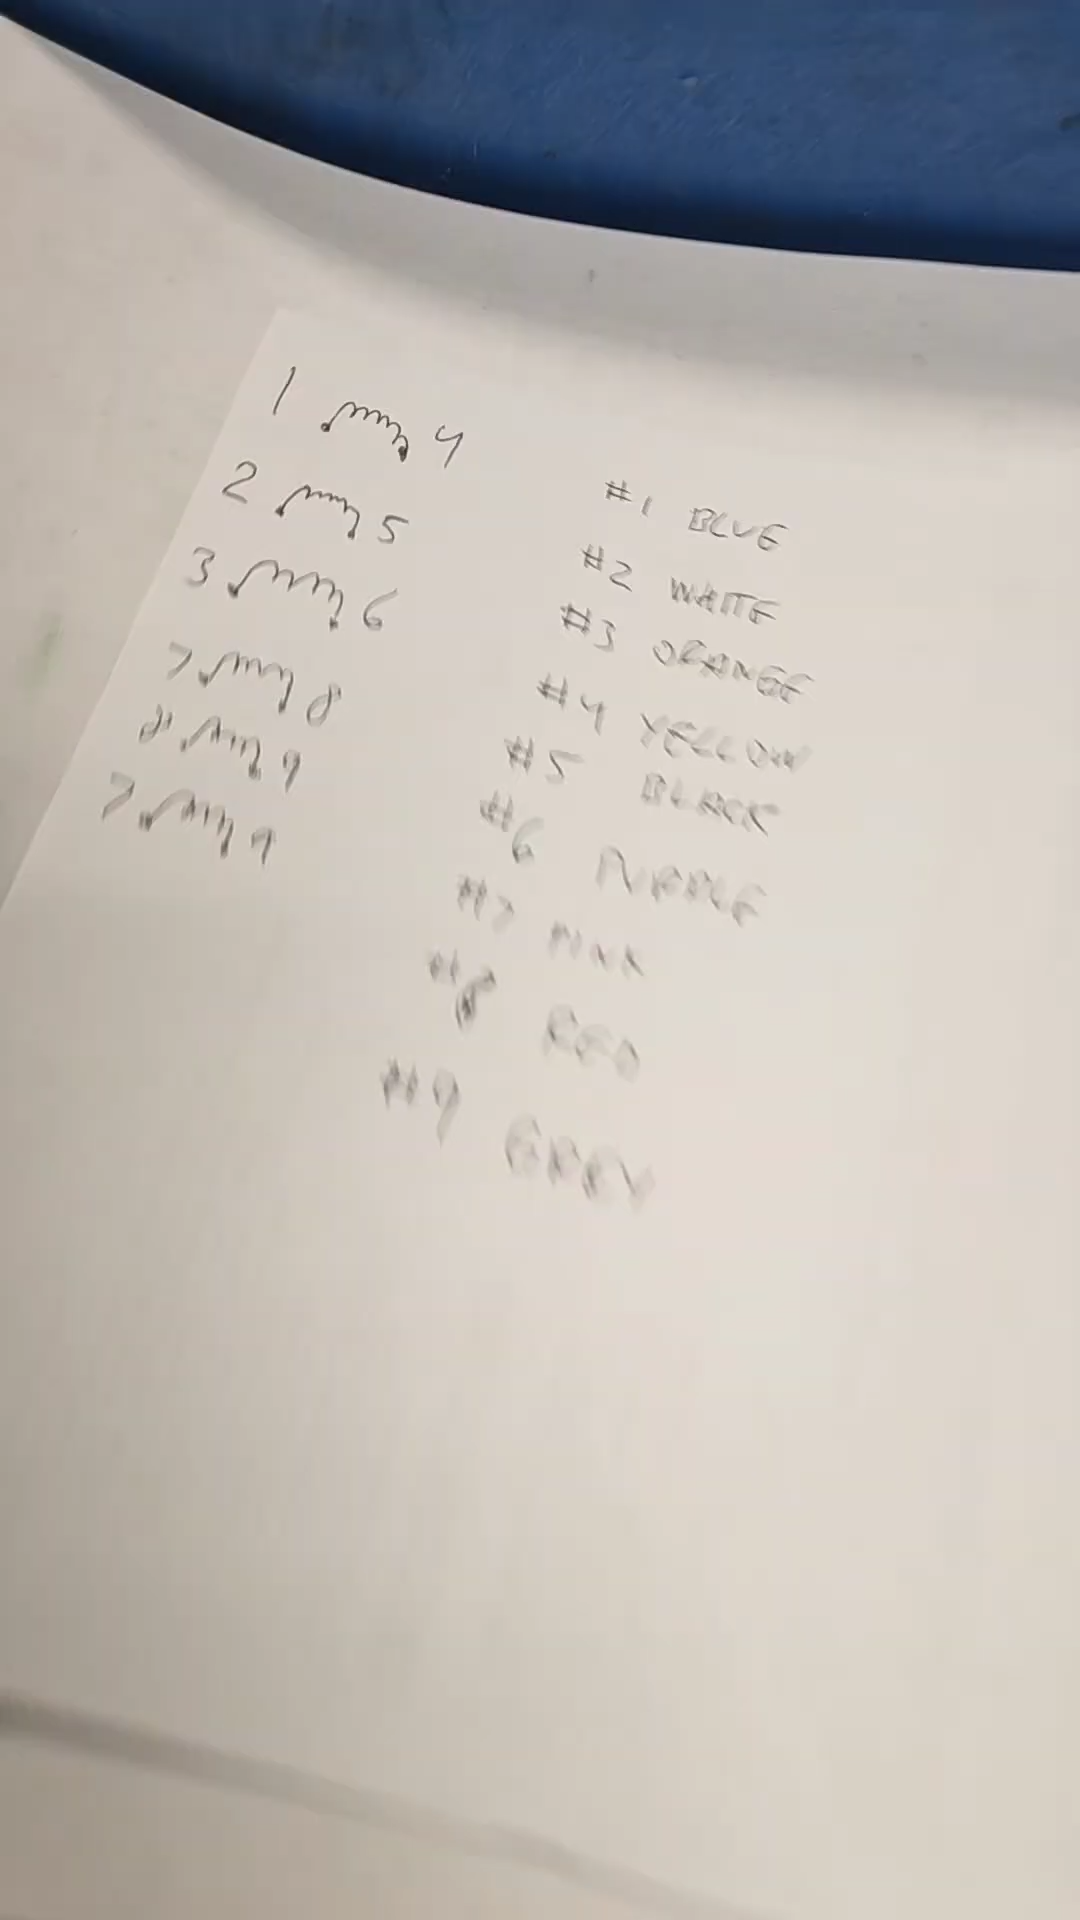 1 4
2 5
3 6
7 8
8 9
7 9
#1 BLUE
#2 WHITE
#3 ORANGE
#4 YELLOW
#5 BLACK
#6 PURPLE
#7 PINK
#8 RED
#9 GREY